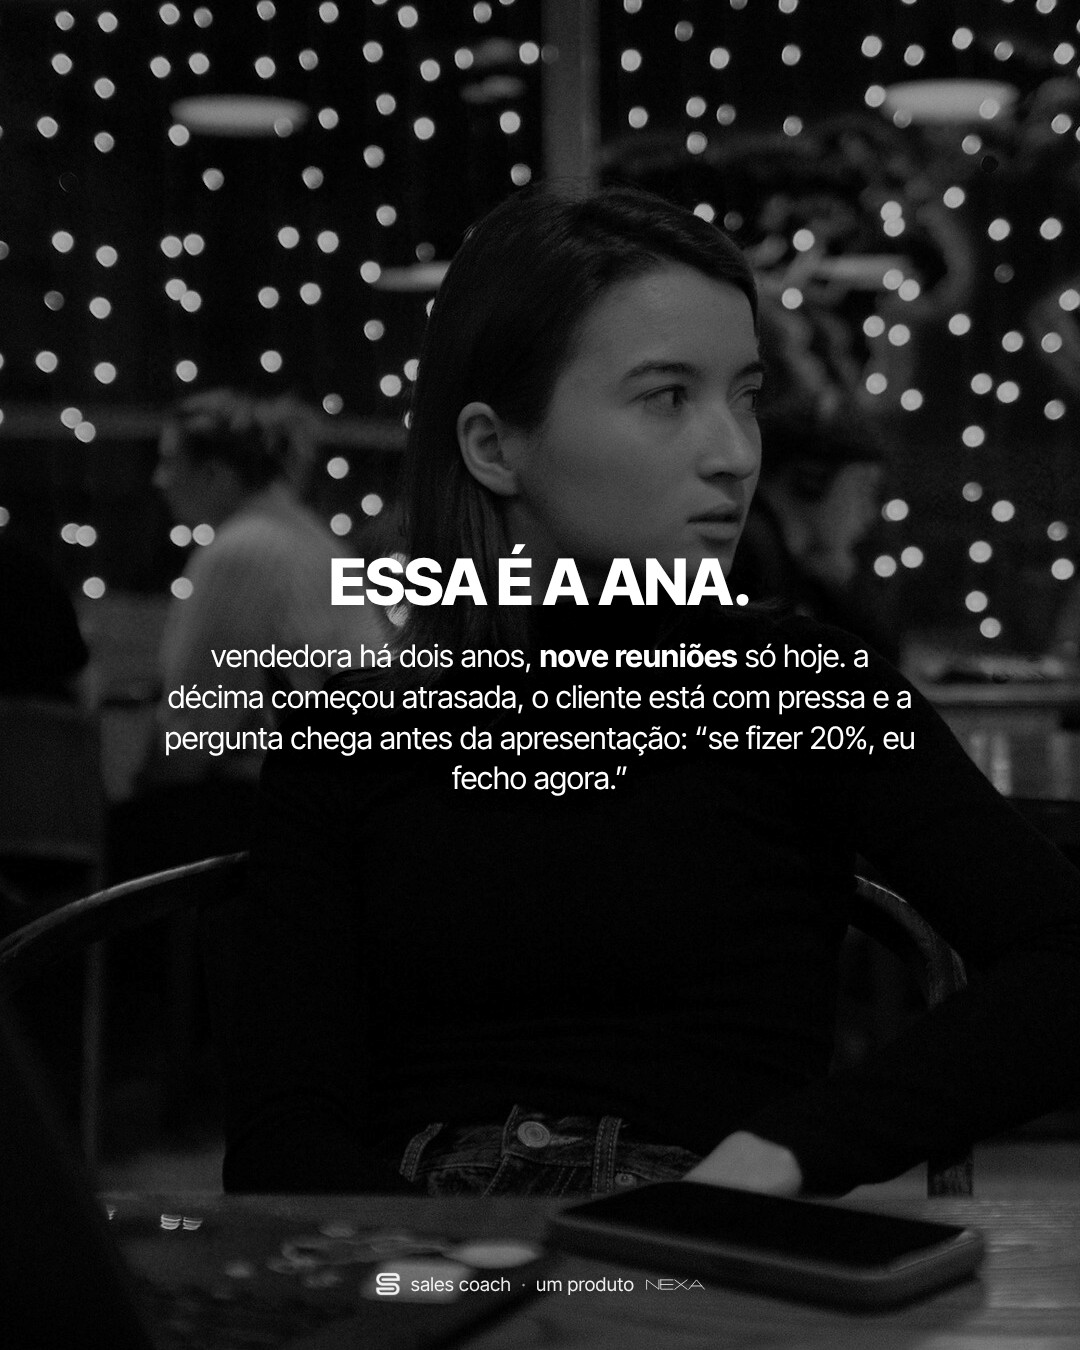 ESSA É A ANA.
vendedora há dois anos, nove reuniões só hoje. a
décima começou atrasada, o cliente está com pressa e a
pergunta chega antes da apresentação: “se fizer 20%, eu
fecho agora.”
sales coach · um produto NEXA